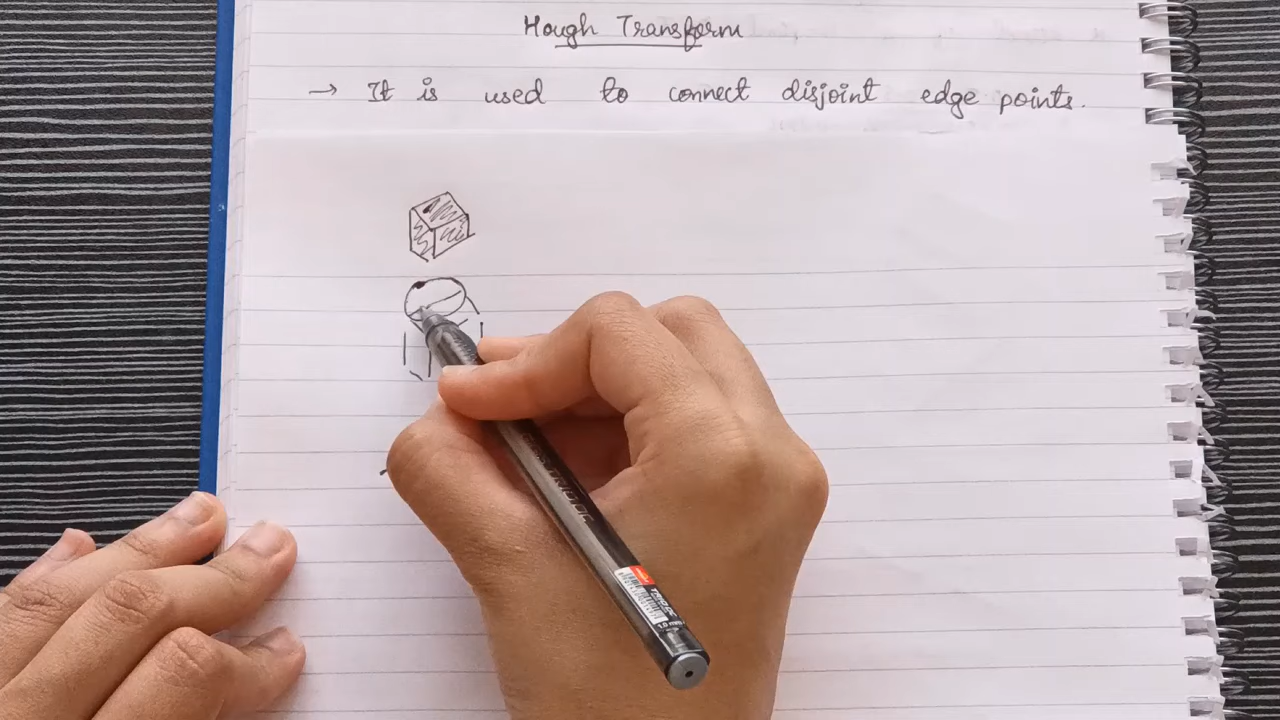 Hough Transform
→ It is used to connect disjoint edge points.